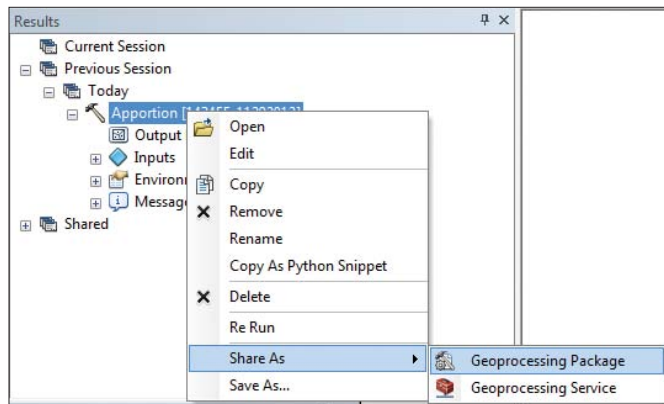 Results
Current Session
Previous Session
Today
Apportion
Output
Inputs
Messag
Shared
Open
Edit
Copy
Remove
Rename
Copy As Python Snippet
Delete
Re Run
Share As
Save As...
Geoprocessing Package
Geoprocessing Service